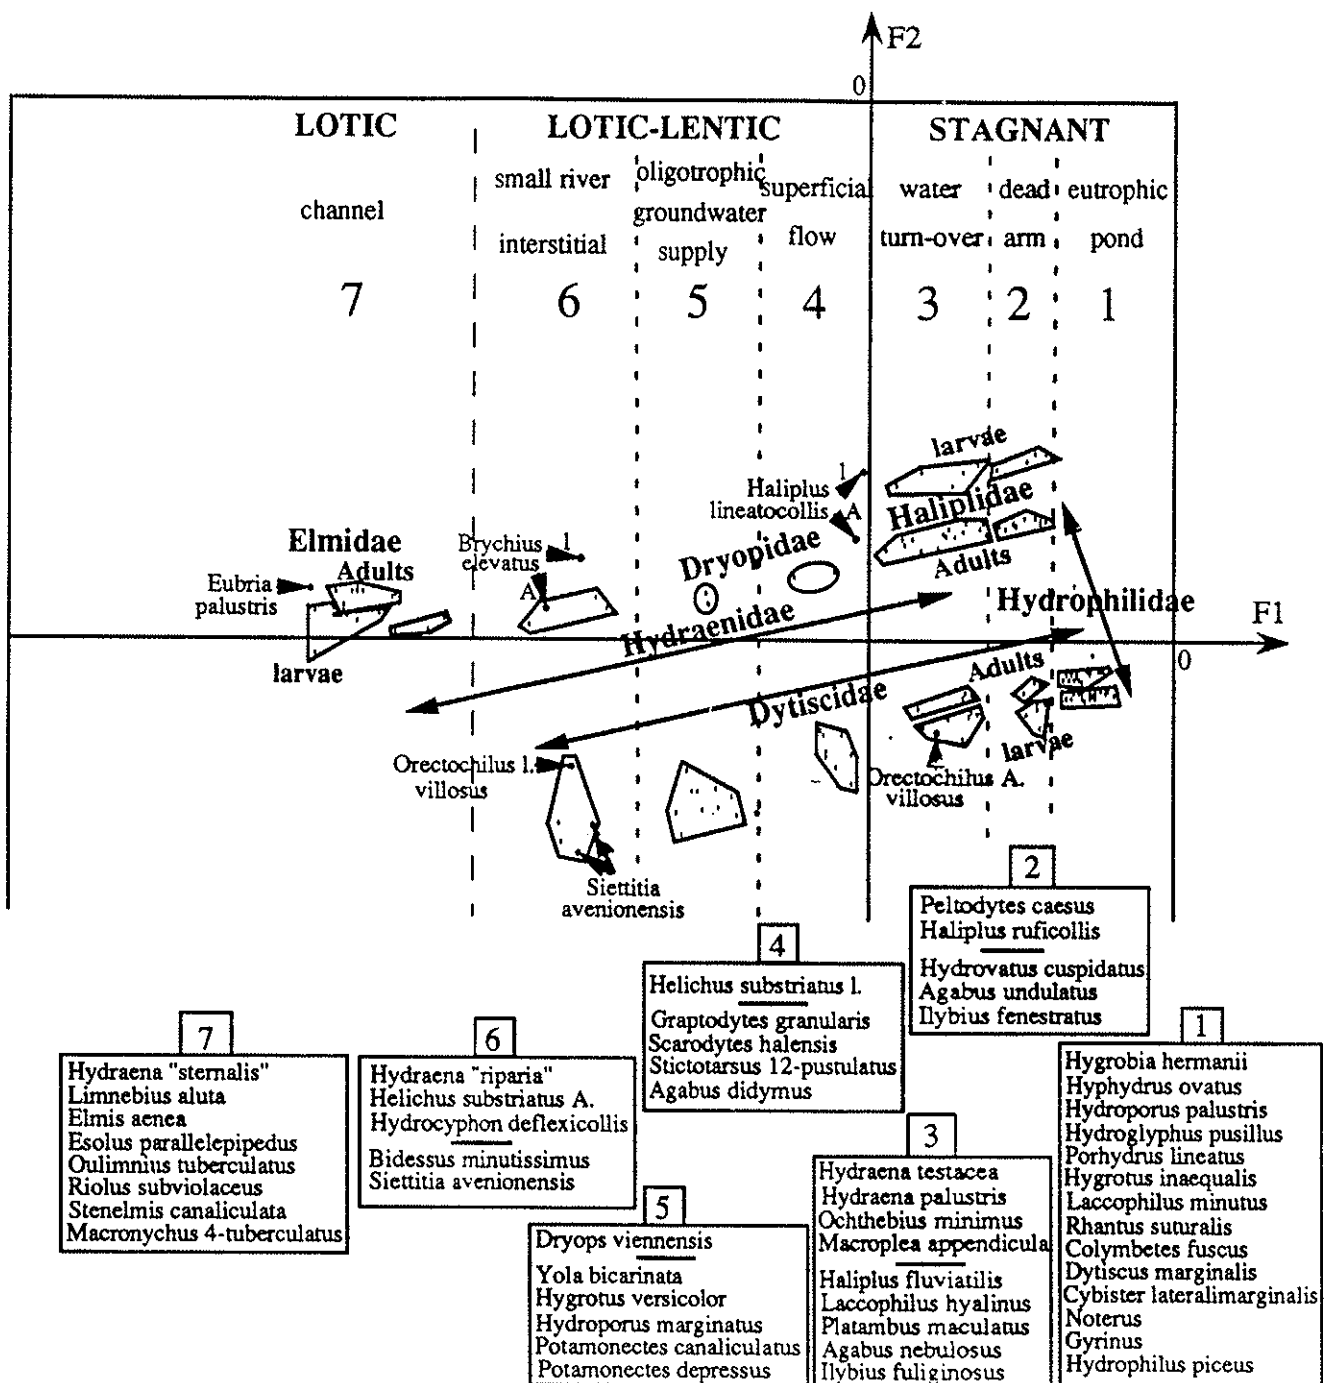 F2
0
LOTIC
LOTIC-LENTIC
STAGNANT
channel
small river
interstitial
oligotrophic
groundwater
supply
superficial
flow
water
turn-over
dead
arm
eutrophic
pond
7
6
5
4
3
2
1
larvae
Haliplidae
Adults
Haliplus l
lineatocollis A
Dryopidae
Elmidae
Adults
Eubria
palustris
larvae
Brychius l
elevatus
A
Hydraenidae
Hydrophilidae
F1
0
Adults
Dytiscidae
larvae
Orectochilus l.
villosus
Orectochilus A.
villosus
Siettitia
avenionensis
2
Peltodytes caesus
Haliplus ruficollis
Hydrovatus cuspidatus
Agabus undulatus
Ilybius fenestratus
4
Helichus substriatus l.
Graptodytes granularis
Scarodytes halensis
Stictotarsus 12-pustulatus
Agabus didymus
7
Hydraena "sternalis"
Limnebius aluta
Elmis aenea
Esolus parallelepipedus
Oulimnius tuberculatus
Riolus subviolaceus
Stenelmis canaliculata
Macronychus 4-tuberculatus
6
Hydraena "riparia"
Helichus substriatus A.
Hydrocyphon deflexicollis
Bidessus minutissimus
Siettitia avenionensis
1
Hygrobia hermanii
Hyphydrus ovatus
Hydroporus palustris
Hydroglyphus pusillus
Porhydrus lineatus
Hygrotus inaequalis
Laccophilus minutus
Rhantus suturalis
Colymbetes fuscus
Dytiscus marginalis
Cybister lateralimarginalis
Noterus
Gyrinus
Hydrophilus piceus
3
Hydraena testacea
Hydraena palustris
Ochthebius minimus
Macroplea appendicula
Haliplus fluviatilis
Laccophilus hyalinus
Platambus maculatus
Agabus nebulosus
Ilybius fuliginosus
5
Dryops viennensis
Yola bicarinata
Hygrotus versicolor
Hydroporus marginatus
Potamonectes canaliculatus
Potamonectes depressus